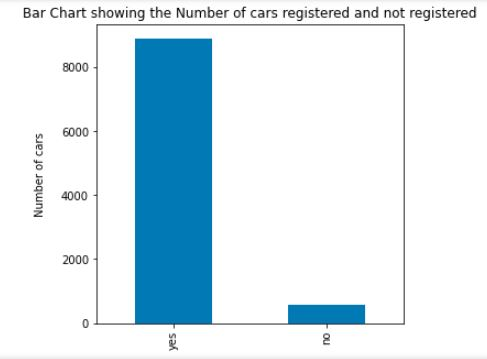 Bar Chart showing the Number of cars registered and not registered
8000
6000
4000
2000
0
Number of cars
yes
no